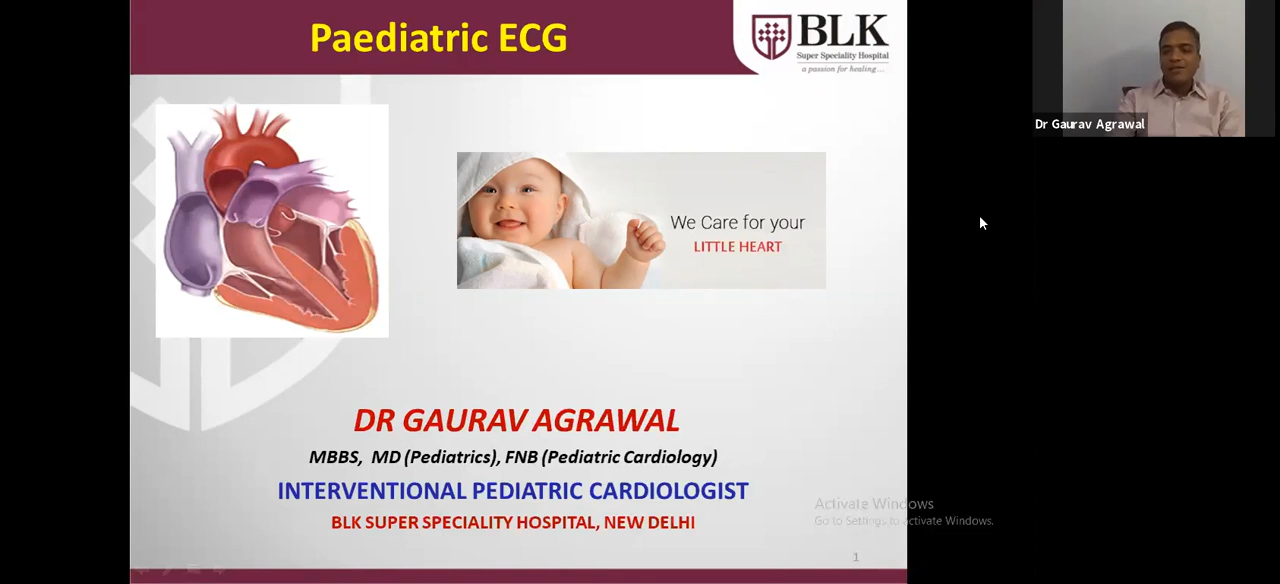 Paediatric ECG
BLK
Super Speciality Hospital
a passion for healing...
Dr Gaurav Agrawal
We Care for your
LITTLE HEART
DR GAURAV AGRAWAL
MBBS, MD (Pediatrics), FNB (Pediatric Cardiology)
INTERVENTIONAL PEDIATRIC CARDIOLOGIST
BLK SUPER SPECIALITY HOSPITAL, NEW DELHI
Activate Windows
Go to Settings to activate Windows.
1